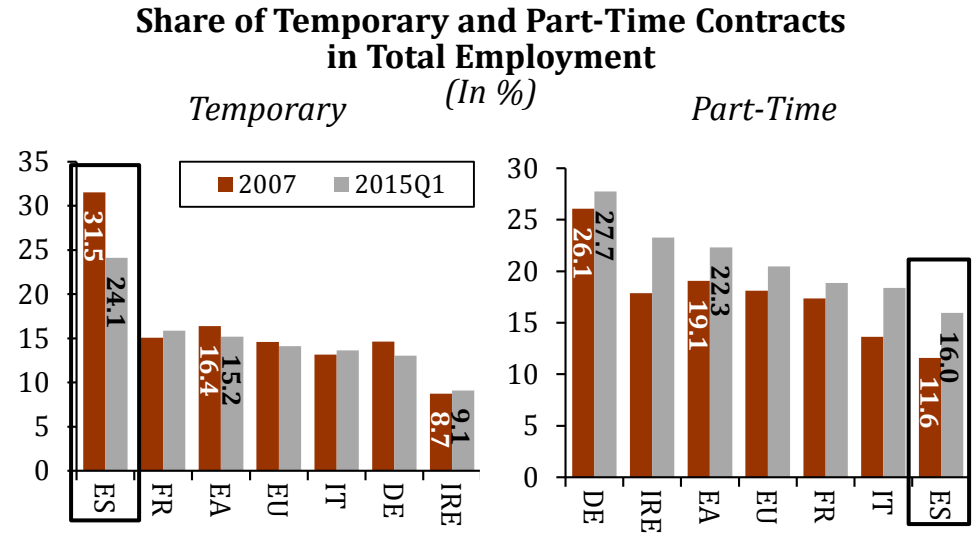 Share of Temporary and Part-Time Contracts
in Total Employment
(In %)
Temporary
Part-Time
35
30
25
20
15
10
5
0
2007
2015Q1
31.5
24.1
16.4
15.2
8.7
9.1
ES
FR
EA
EU
IT
DE
IRE
30
25
20
15
10
5
0
26.1
27.7
19.1
22.3
11.6
16.0
DE
IRE
EA
EU
FR
IT
ES